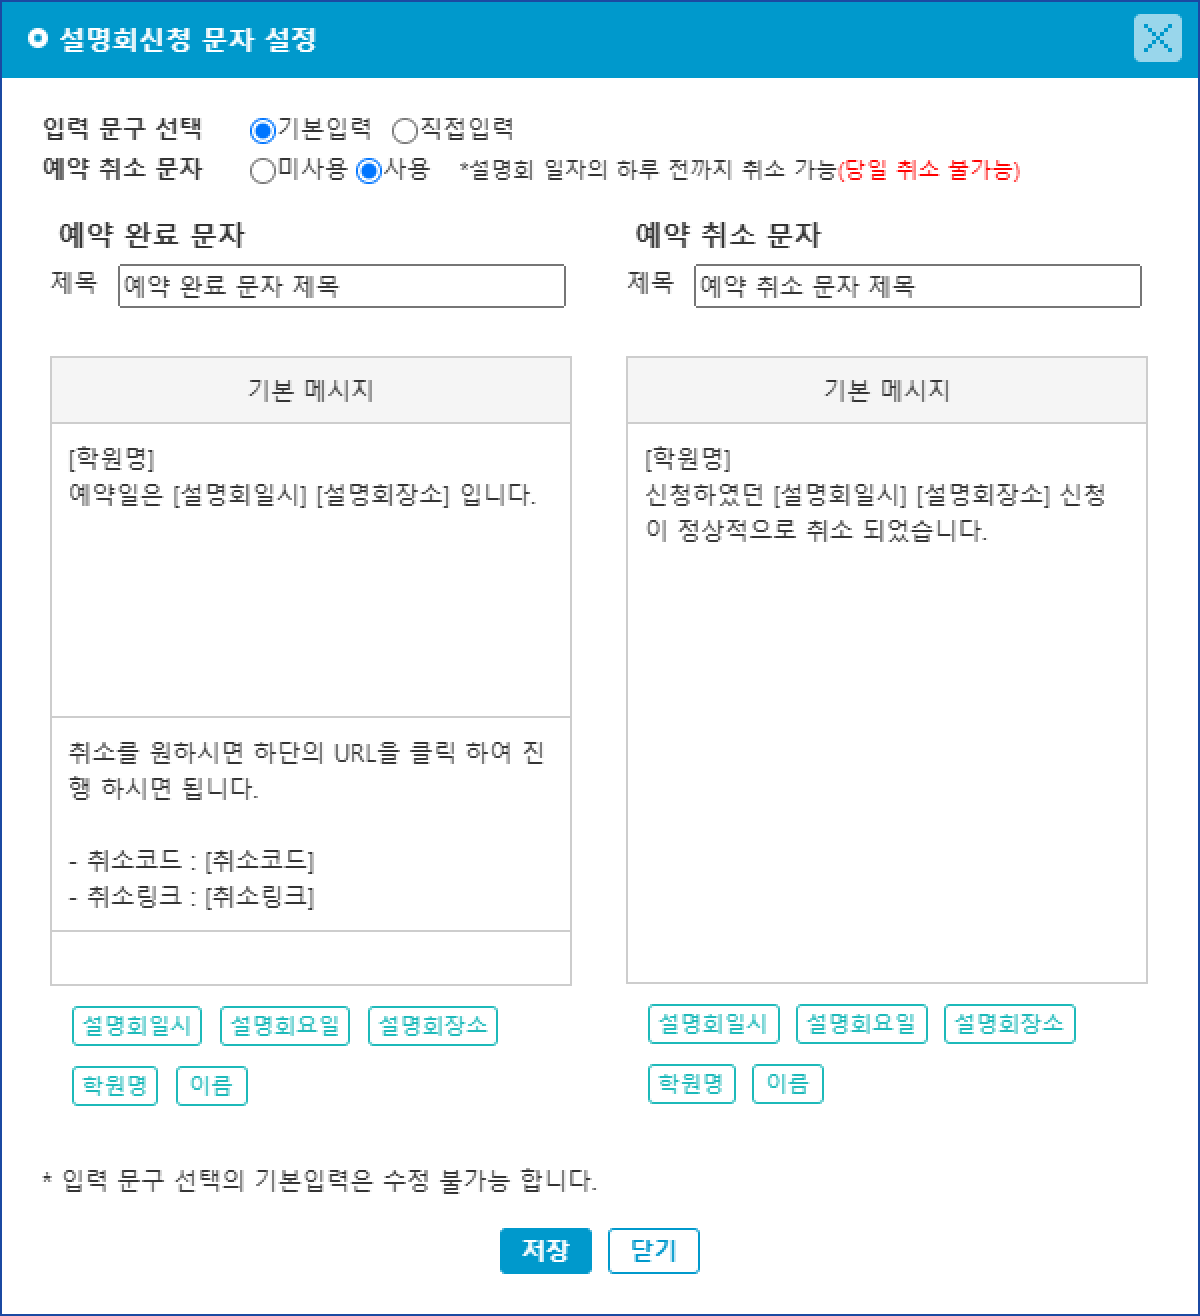 설명회신청 문자 설정
입력 문구 선택 기본입력 직접입력
예약 취소 문자 미사용 사용 *설명회 일자의 하루 전까지 취소 가능(당일 취소 불가능)
예약 완료 문자
제목 예약 완료 문자 제목
기본 메시지
[학원명]
예약일은 [설명회일시] [설명회장소] 입니다.
취소를 원하시면 하단의 URL을 클릭 하여 진
행 하시면 됩니다.
- 취소코드 : [취소코드]
- 취소링크 : [취소링크]
설명회일시 설명회요일 설명회장소
학원명 이름
예약 취소 문자
제목 예약 취소 문자 제목
기본 메시지
[학원명]
신청하였던 [설명회일시] [설명회장소] 신청
이 정상적으로 취소 되었습니다.
설명회일시 설명회요일 설명회장소
학원명 이름
* 입력 문구 선택의 기본입력은 수정 불가능 합니다.
저장 닫기